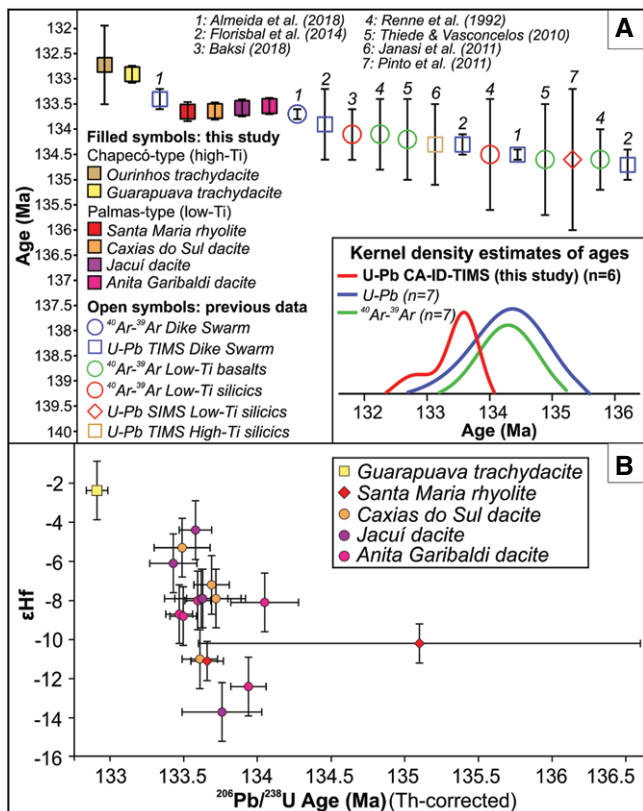 A
1: Almeida et al. (2018)
2: Florisbal et al. (2014)
3: Baksi (2018)
4: Renne et al. (1992)
5: Thiede & Vasconcelos (2010)
6: Janasi et al. (2011)
7: Pinto et al. (2011)
Age (Ma)
132
133
133.5
134
134.5
135
135.5
136
136.5
137
137.5
138
138.5
139
139.5
140
1
1
2
3
4
5
6
2
4
1
5
7
4
2
Filled symbols: this study
Chapecó-type (high-Ti)
Ourinhos trachydacite
Guarapuava trachydacite
Palmas-type (low-Ti)
Santa Maria rhyolite
Caxias do Sul dacite
Jacuí dacite
Anita Garibaldi dacite
Open symbols: previous data
⁴⁰Ar-³⁹Ar Dike Swarm
U-Pb TIMS Dike Swarm
⁴⁰Ar-³⁹Ar Low-Ti basalts
⁴⁰Ar-³⁹Ar Low-Ti silicics
U-Pb SIMS Low-Ti silicics
U-Pb TIMS High-Ti silicics
Kernel density estimates of ages
U-Pb CA-ID-TIMS (this study) (n=6)
U-Pb (n=7)
⁴⁰Ar-³⁹Ar (n=7)
132 133 134 135 136
Age (Ma)
B
Guarapuava trachydacite
Santa Maria rhyolite
Caxias do Sul dacite
Jacuí dacite
Anita Garibaldi dacite
εHf
-2
-4
-6
-8
-10
-12
-14
-16
133 133.5 134 134.5 135 135.5 136 136.5
²⁰⁶Pb/²³⁸U Age (Ma) (Th-corrected)